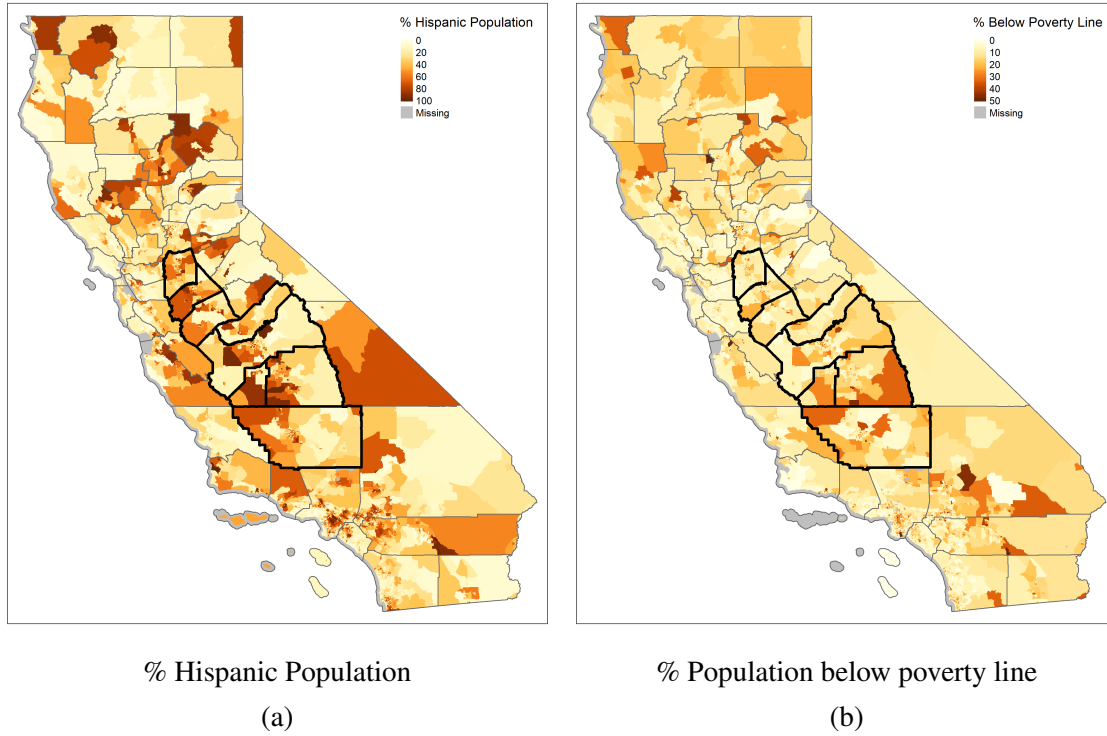 % Hispanic Population
0
20
40
60
80
100
Missing
% Below Poverty Line
0
10
20
30
40
50
Missing
% Hispanic Population
(a)
% Population below poverty line
(b)